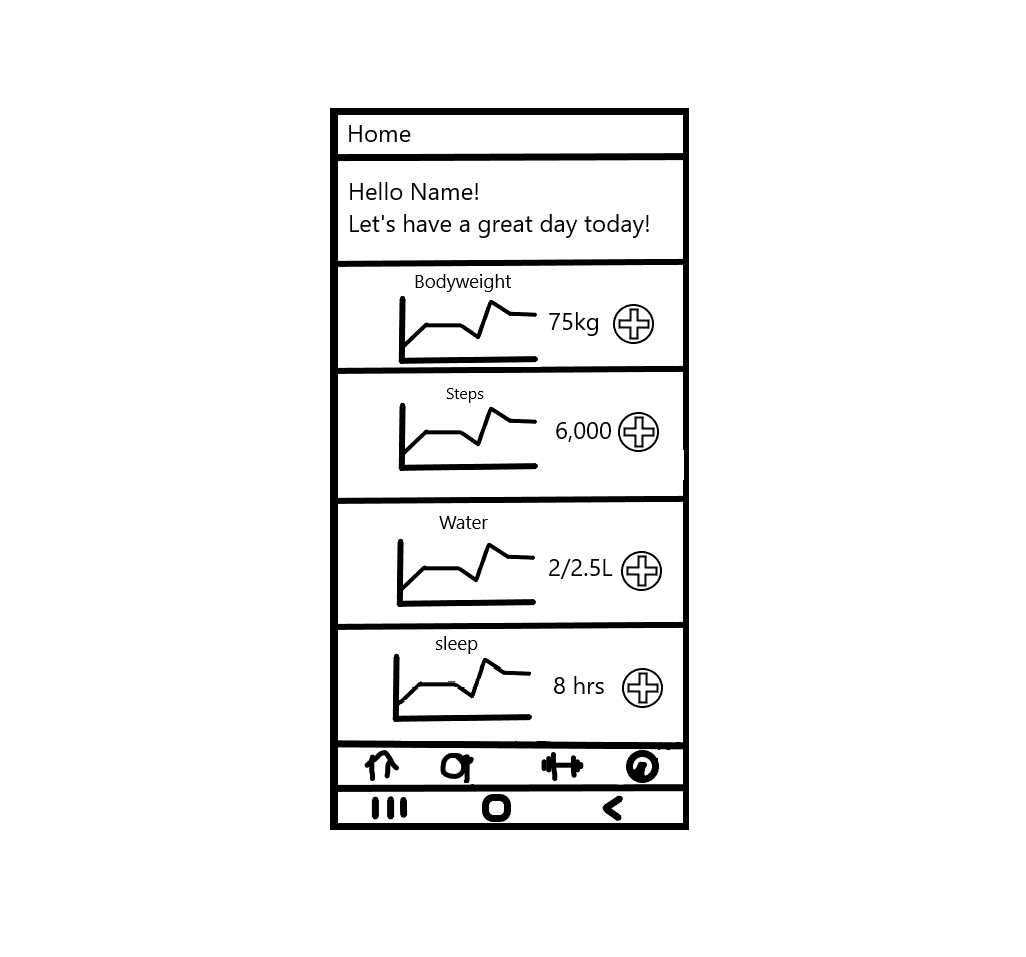 Home
Hello Name!
Let's have a great day today!
Bodyweight
75kg
Steps
6,000
Water
2/2.5L
sleep
8 hrs